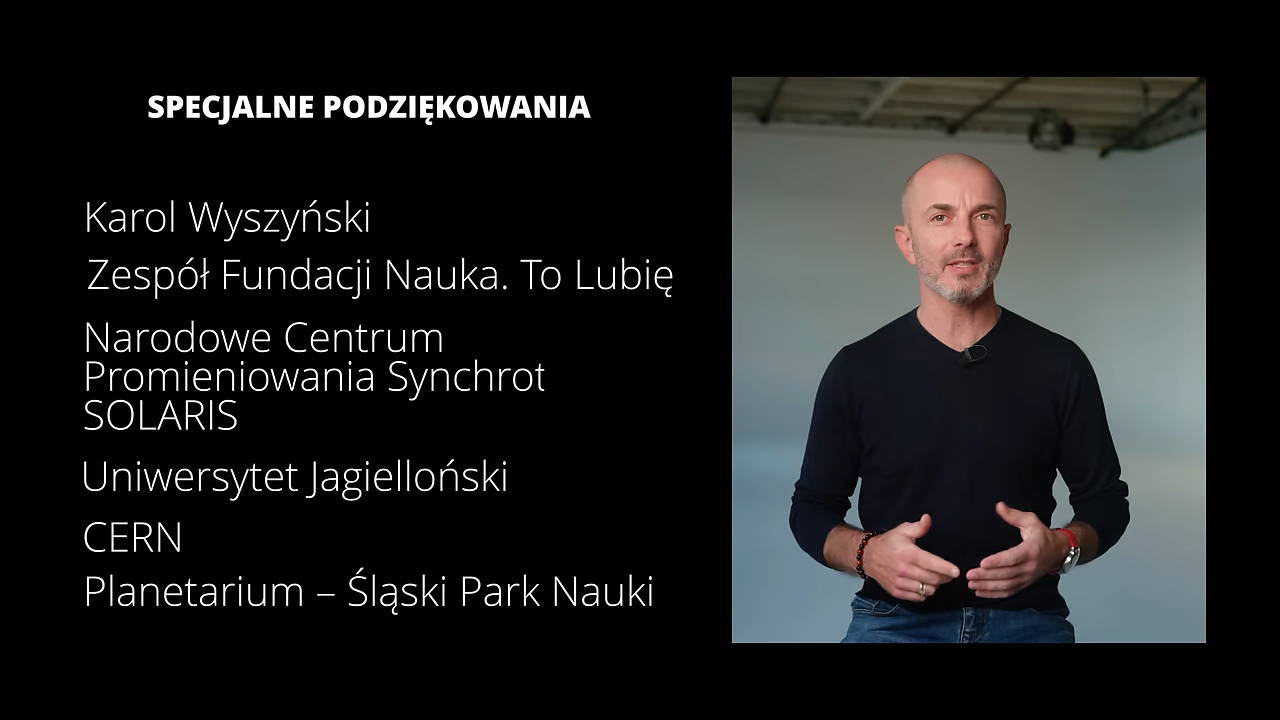 SPECJALNE PODZIĘKOWANIA
Karol Wyszyński
Zespół Fundacji Nauka. To Lubię
Narodowe Centrum
Promieniowania Synchrot
SOLARIS
Uniwersytet Jagielloński
CERN
Planetarium – Śląski Park Nauki